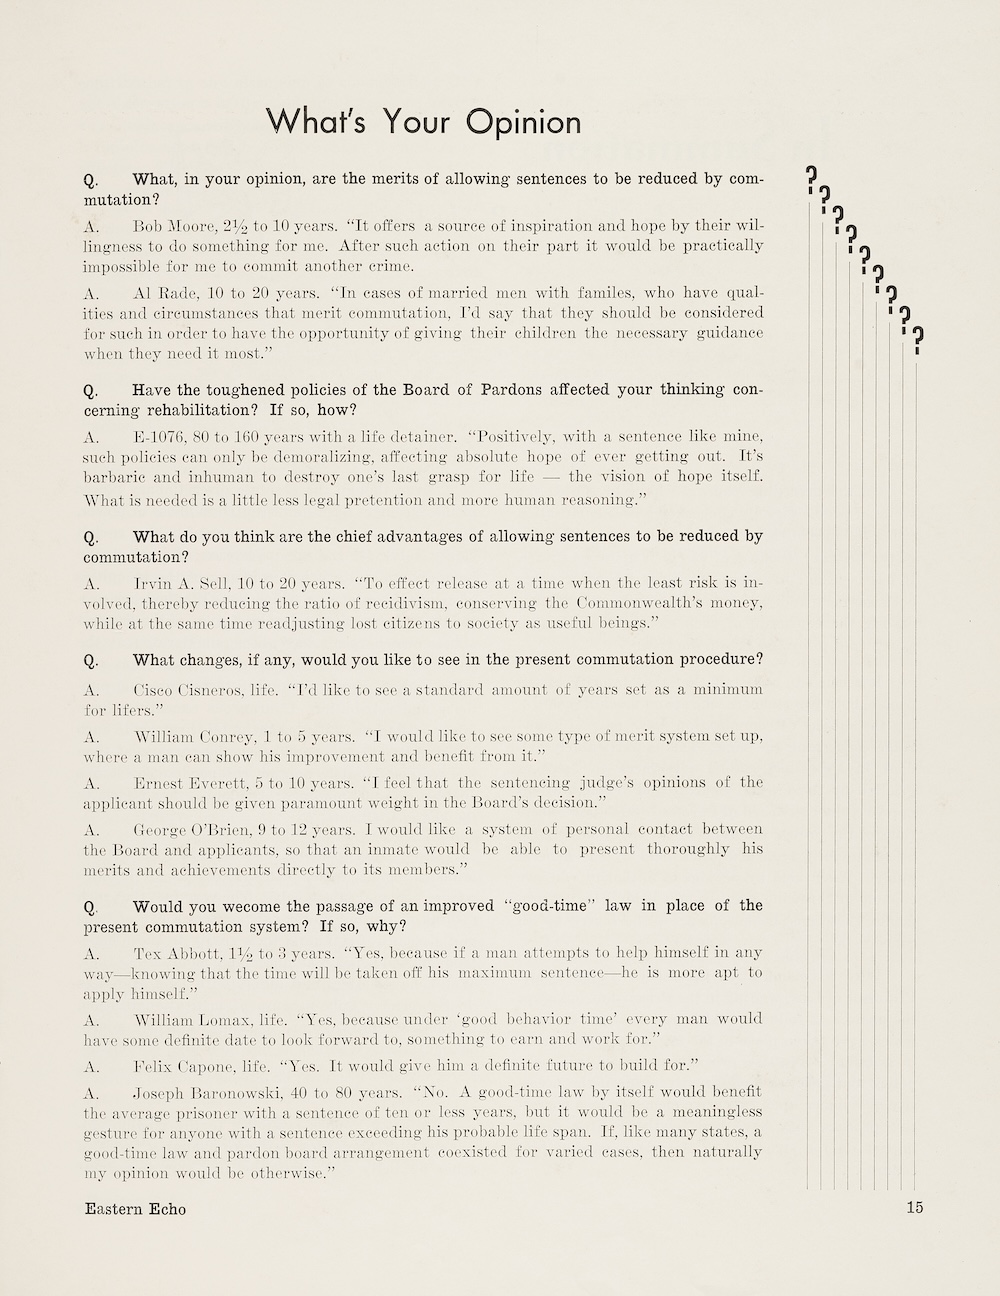 What's Your Opinion
Q. What, in your opinion, are the merits of allowing sentences to be reduced by com-
mutation?
A. Bob Moore, 2½ to 10 years. “It offers a source of inspiration and hope by their wil-
lingness to do something for me. After such action on their part it would be practically
impossible for me to commit another crime.
A. Al Rade, 10 to 20 years. “In cases of married men with familes, who have qual-
ities and circumstances that merit commutation, I’d say that they should be considered
for such in order to have the opportunity of giving their children the necessary guidance
when they need it most.”
Q. Have the toughened policies of the Board of Pardons affected your thinking con-
cerning rehabilitation? If so, how?
A. E-1076, 80 to 160 years with a life detainer. “Positively, with a sentence like mine,
such policies can only be demoralizing, affecting absolute hope of ever getting out. It’s
barbaric and inhuman to destroy one’s last grasp for life — the vision of hope itself.
What is needed is a little less legal pretention and more human reasoning.”
Q. What do you think are the chief advantages of allowing sentences to be reduced by
commutation?
A. Irvin A. Sell, 10 to 20 years. “To effect release at a time when the least risk is in-
volved, thereby reducing the ratio of recidivism, conserving the Commonwealth’s money,
while at the same time readjusting lost citizens to society as useful beings.”
Q. What changes, if any, would you like to see in the present commutation procedure?
A. Cisco Cisneros, life. “I’d like to see a standard amount of years set as a minimum
for lifers.”
A. William Conrey, 1 to 5 years. “I would like to see some type of merit system set up,
where a man can show his improvement and benefit from it.”
A. Ernest Everett, 5 to 10 years. “I feel that the sentencing judge’s opinions of the
applicant should be given paramount weight in the Board’s decision.”
A. George O’Brien, 9 to 12 years. I would like a system of personal contact between
the Board and applicants, so that an inmate would be able to present thoroughly his
merits and achievements directly to its members.”
Q. Would you wecome the passage of an improved “good-time” law in place of the
present commutation system? If so, why?
A. Tex Abbott, 1½ to 3 years. “Yes, because if a man attempts to help himself in any
way—knowing that the time will be taken off his maximum sentence—he is more apt to
apply himself.”
A. William Lomax, life. “Yes, because under ‘good behavior time’ every man would
have some definite date to look forward to, something to earn and work for.”
A. Felix Capone, life. “Yes. It would give him a definite future to build for.”
A. Joseph Baronowski, 40 to 80 years. “No. A good-time law by itself would benefit
the average prisoner with a sentence of ten or less years, but it would be a meaningless
gesture for anyone with a sentence exceeding his probable life span. If, like many states, a
good-time law and pardon board arrangement coexisted for varied cases, then naturally
my opinion would be otherwise.”
?
?
?
?
?
?
?
?
?
Eastern Echo
15